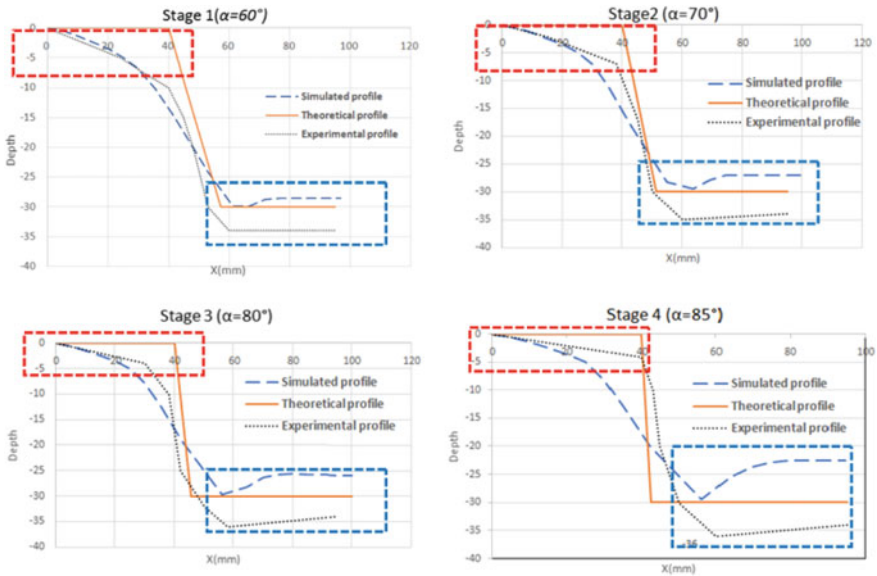 Stage 1(α=60°)
0
-5
-10
-15
-20
-25
-30
-35
-40
0 20 40 60 80 100 120
Simulated profile
Theoretical profile
Experimental profile
Depth
X(mm)
Stage2 (α=70°)
0
-5
-10
-15
-20
-25
-30
-35
-40
0 20 40 60 80 100 120
Simulated profile
Theoretical profile
Experimental profile
Depth
X(mm)
Stage 3 (α=80°)
0
-5
-10
-15
-20
-25
-30
-35
-40
0 20 40 60 80 100 120
Simulated profile
Theoretical profile
Experimental profile
Depth
X(mm)
Stage 4 (α=85°)
0
-5
-10
-15
-20
-25
-30
-35
-40
0 20 40 60 80 100
Simulated profile
Theoretical profile
Experimental profile
-36
Depth
X(mm)